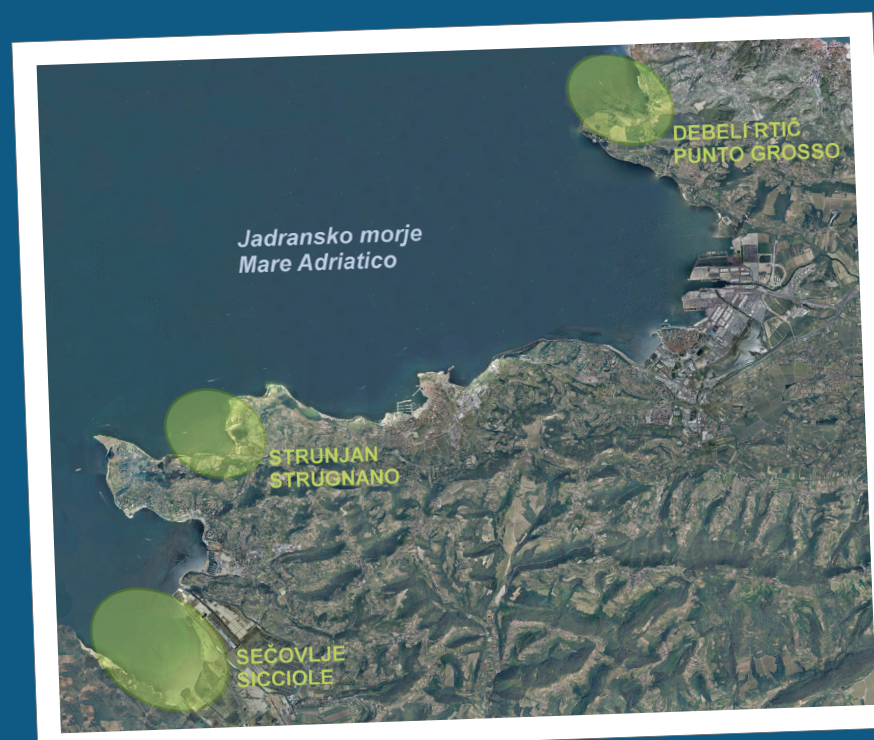 DEBELI RTIČ
PUNTO GROSSO
Jadransko morje
Mare Adriatico
STRUNJAN
STRUGNANO
SEČOVLJE
SICCIOLE